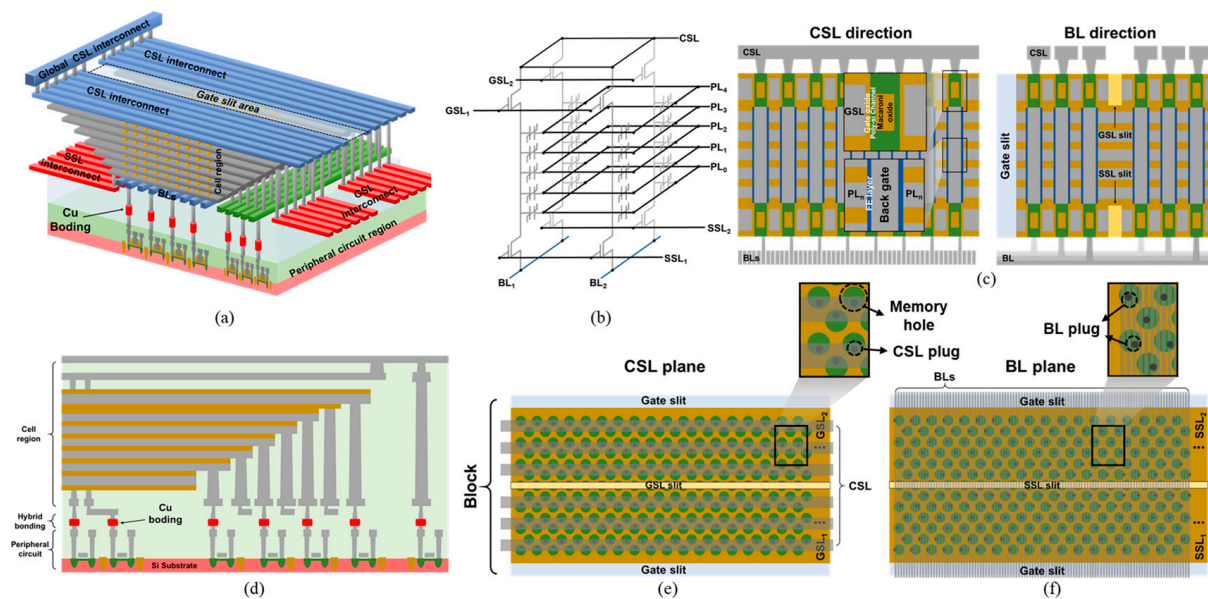 Global CSL interconnect
CSL interconnect
Gate slit area
CSL interconnect
Cell region
SSL
interconnect
BLs
GSL
interconnect
Cu
Boding
Peripheral circuit region
(a)
CSL
GSL2
GSL1
PL4
PL3
PL2
PL1
PL0
SSL2
SSL1
BL1
BL2
(b)
CSL direction
BL direction
CSL
CSL
GSL
Gate oxide
Poly-si Channel
Macaroni
oxide
PLn
FE layer
Back gate
PLn
Gate slit
GSL slit
SSL slit
BLs
BL
(c)
Cell
region
Hybrid
bonding
Peripheral
circuit
Cu
boding
Si Substrate
(d)
Memory
hole
CSL plug
CSL plane
Gate slit
Block
GSL2
...
GSL slit
CSL
...
GSL1
Gate slit
(e)
BL plug
BL plane
BLs
Gate slit
SSL2
...
SSL slit
...
SSL1
Gate slit
(f)